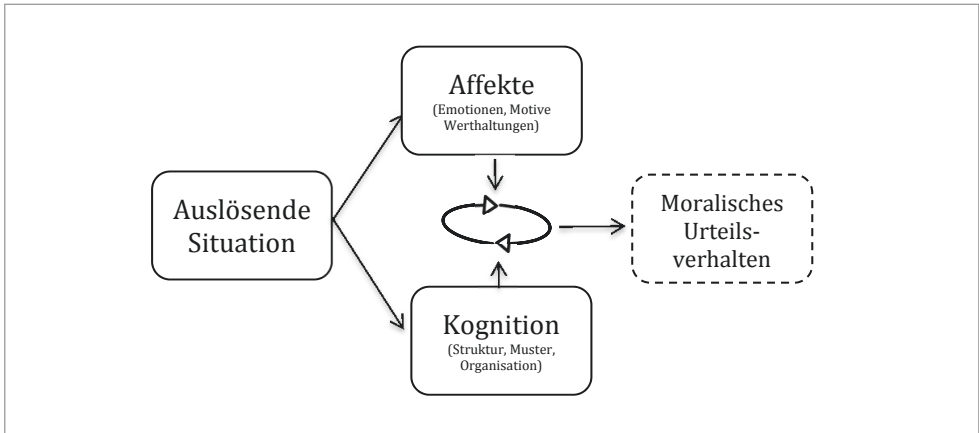 Affekte
(Emotionen, Motive
Werthaltungen)
Auslösende
Situation
Moralisches
Urteils-
verhalten
Kognition
(Struktur, Muster,
Organisation)